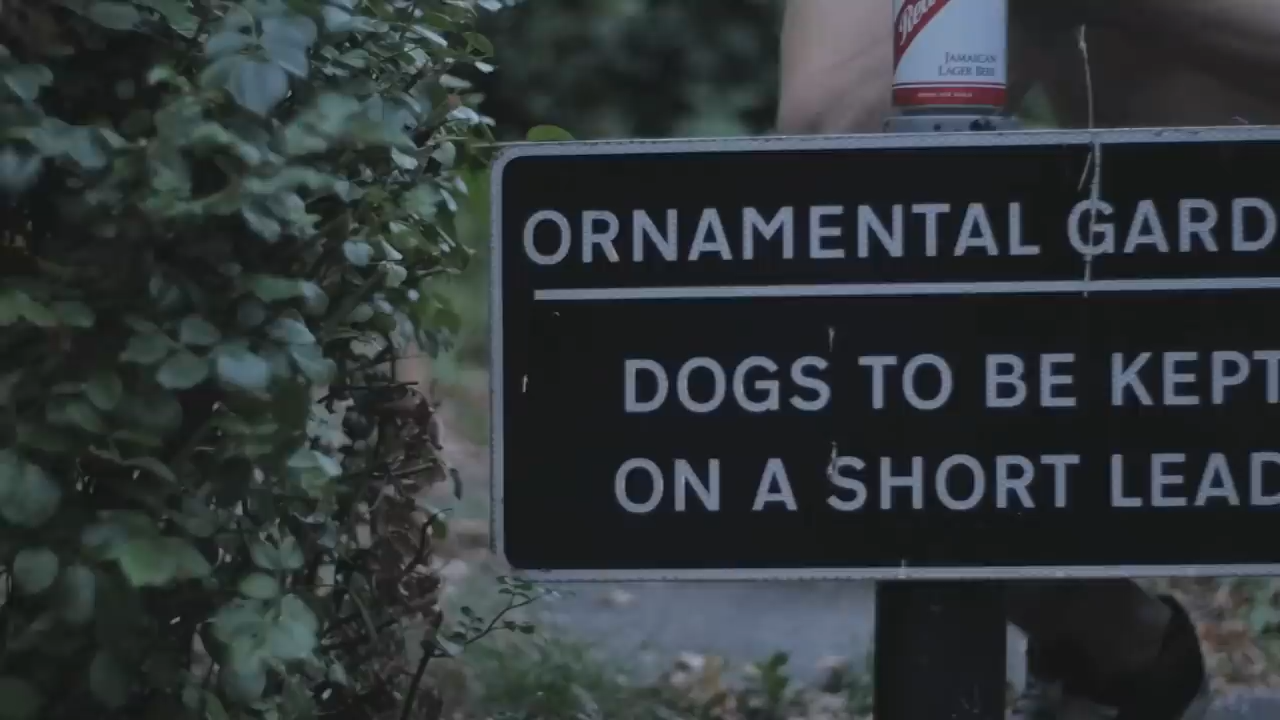 JAMAICAN
LAGER BEER
ORNAMENTAL GARD
DOGS TO BE KEPT
ON A SHORT LEAD